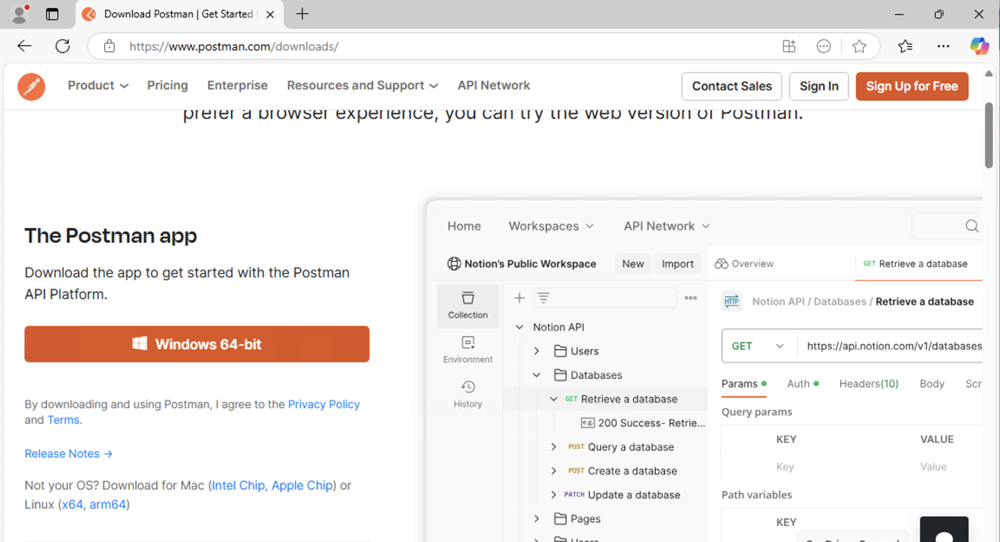 Download Postman | Get Started f
https://www.postman.com/downloads/
Product
Pricing
Enterprise
Resources and Support
API Network
Contact Sales
Sign In
Sign Up for Free
prefer a browser experience, you can try the web version of Postman.
The Postman app
Download the app to get started with the Postman
API Platform.
Windows 64-bit
By downloading and using Postman, I agree to the Privacy Policy
and Terms.
Release Notes →
Not your OS? Download for Mac (Intel Chip, Apple Chip) or
Linux (x64, arm64)
Home
Workspaces
API Network
Notion's Public Workspace
New
Import
Overview
GET Retrieve a database
Collection
Environment
History
Notion API
Users
Databases
GET Retrieve a database
e.g. 200 Success- Retrie...
POST Query a database
POST Create a database
PATCH Update a database
Pages
Users
HTTP
Notion API / Databases / Retrieve a database
GET
https://api.notion.com/v1/databases
Params
Auth
Headers(10)
Body
Scr
Query params
KEY
VALUE
Key
Value
Path variables
KEY